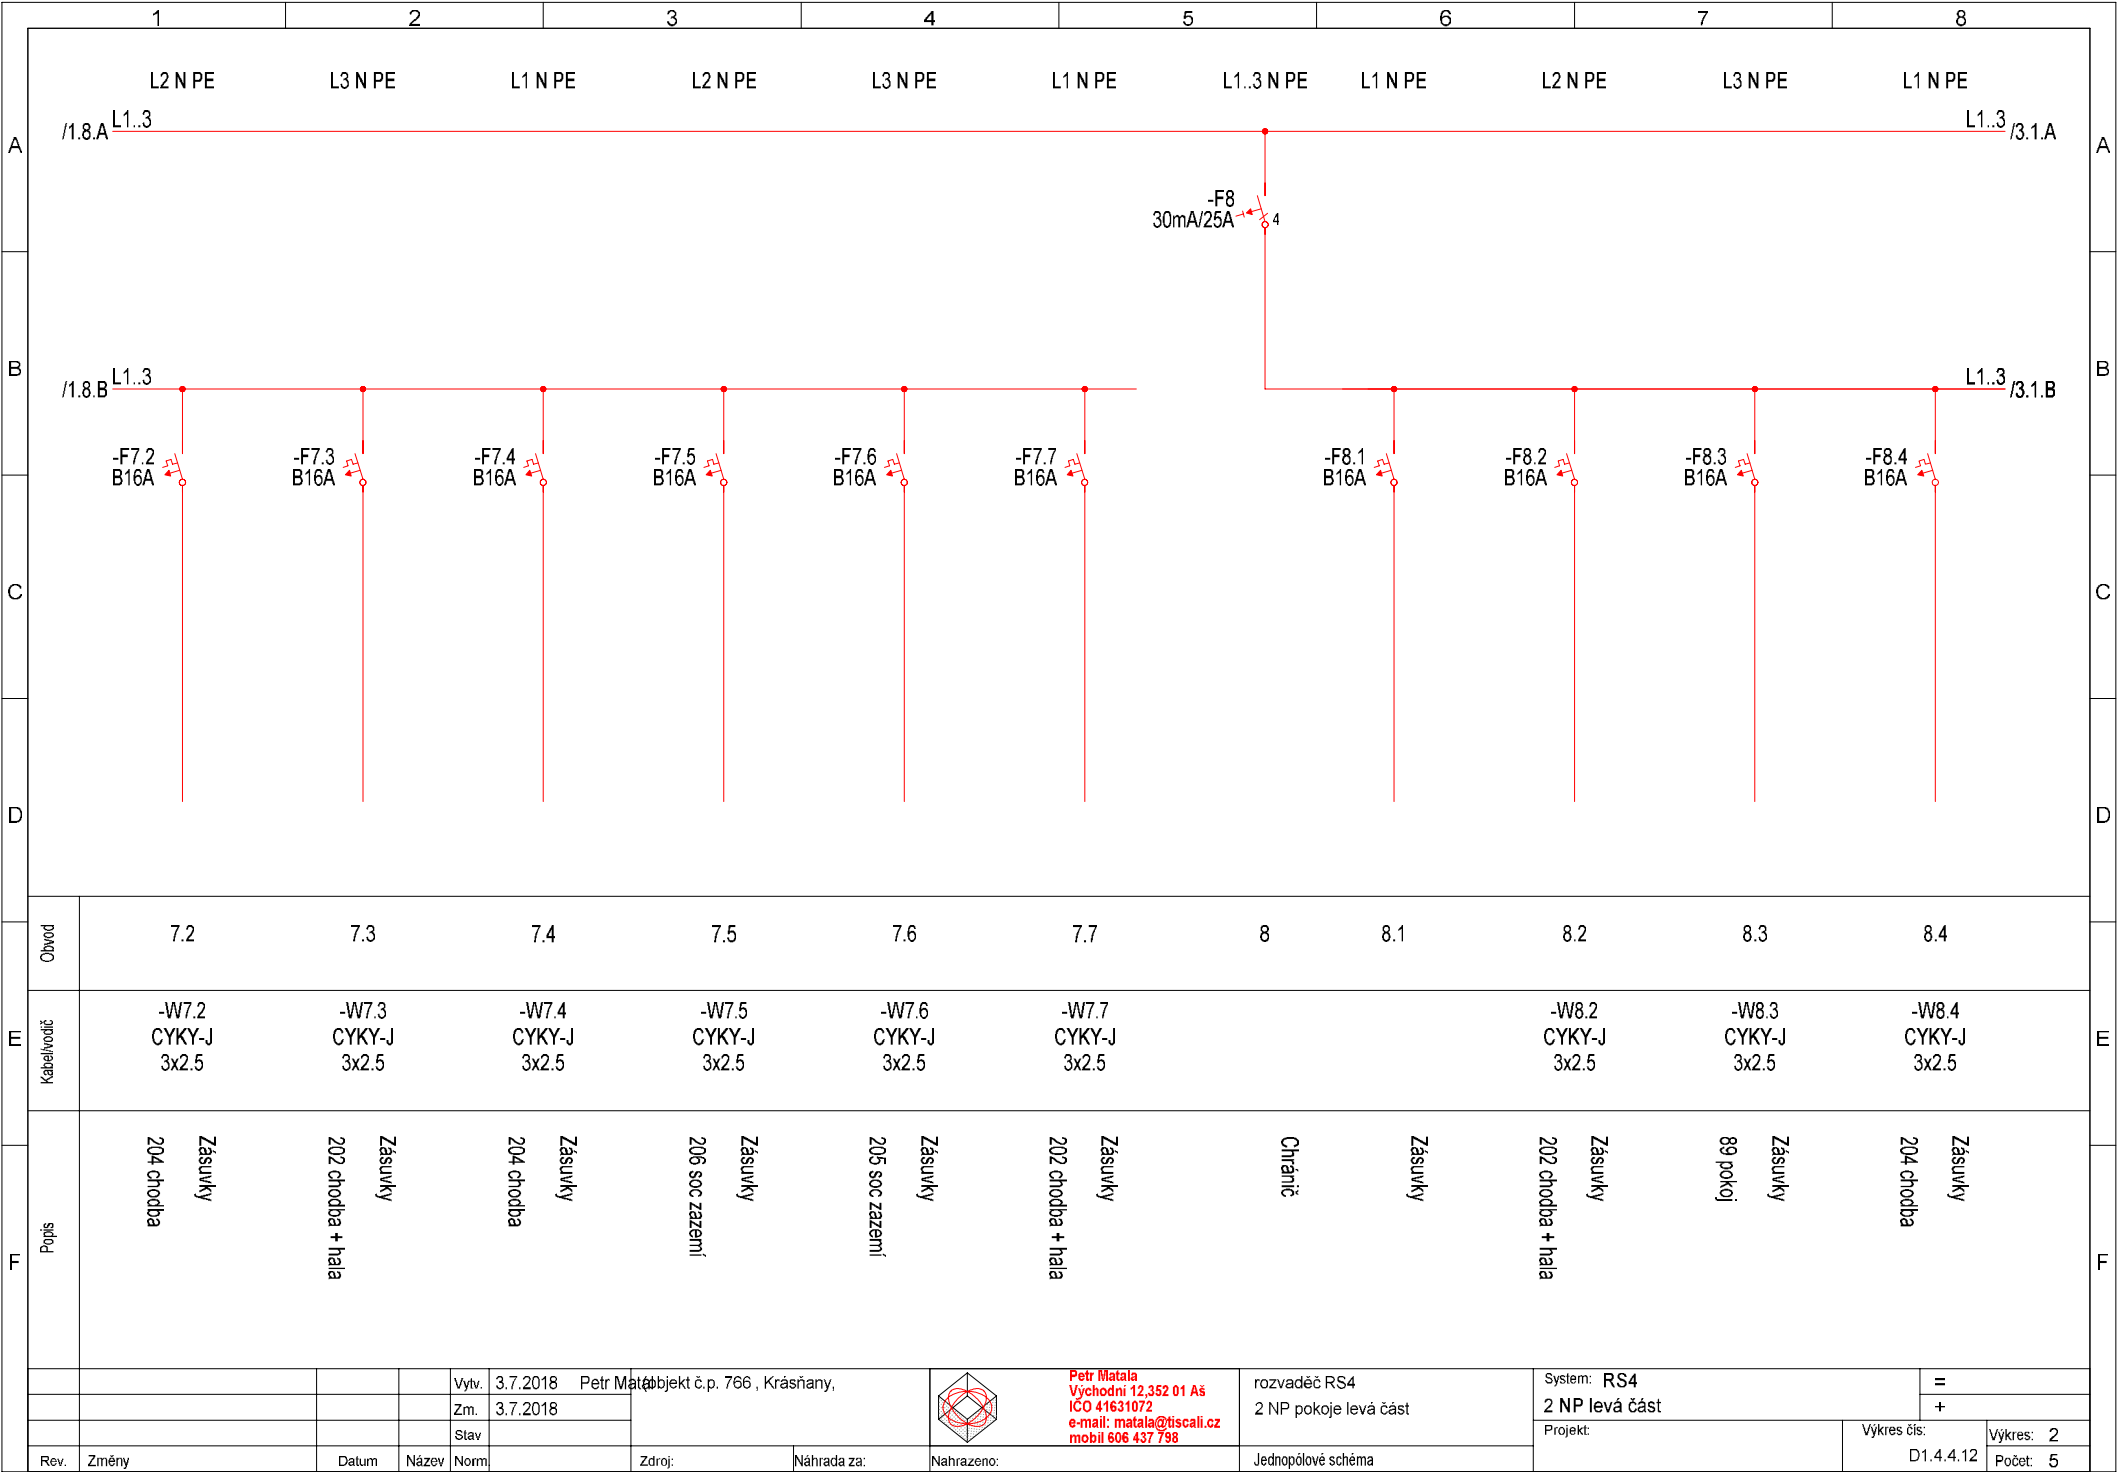 1 2 3 4 5 6 7 8
L2 N PE L3 N PE L1 N PE L2 N PE L3 N PE L1 N PE L1..3 N PE L1 N PE L2 N PE L3 N PE L1 N PE
/1.8.A L1..3 L1..3 /3.1.A
A A
-F8
30mA/25A 4
B B
/1.8.B L1..3 L1..3 /3.1.B
-F7.2 -F7.3 -F7.4 -F7.5 -F7.6 -F7.7 -F8.1 -F8.2 -F8.3 -F8.4
B16A B16A B16A B16A B16A B16A B16A B16A B16A B16A
C C
D D
Obvod 7.2 7.3 7.4 7.5 7.6 7.7 8 8.1 8.2 8.3 8.4
-W7.2 -W7.3 -W7.4 -W7.5 -W7.6 -W7.7 -W8.2 -W8.3 -W8.4
E Kabel/vodič CYKY-J CYKY-J CYKY-J CYKY-J CYKY-J CYKY-J CYKY-J CYKY-J CYKY-J E
3x2.5 3x2.5 3x2.5 3x2.5 3x2.5 3x2.5 3x2.5 3x2.5 3x2.5
Popis
Zásuvky
204 chodba
Zásuvky
202 chodba + hala
Zásuvky
204 chodba
Zásuvky
206 soc zazemí
Zásuvky
205 soc zazemí
Zásuvky
202 chodba + hala
Chránič
Zásuvky
Zásuvky
202 chodba + hala
Zásuvky
89 pokoj
Zásuvky
204 chodba
F F
Vytv. 3.7.2018 Petr Matal
objekt č.p. 766 , Krásňany,
Zm. 3.7.2018
Stav
Rev. Změny Datum Název Norm Zdroj: Náhrada za: Nahrazeno:
Petr Matala
Východní 12,352 01 Aš
IČO 41631072
e-mail: matala@tiscali.cz
mobil 606 437 798
rozvaděč RS4
2 NP pokoje levá část
Jednopólové schéma
System: RS4
2 NP levá část
=
+
Projekt:
Výkres čís:
D1.4.4.12
Výkres: 2
Počet: 5